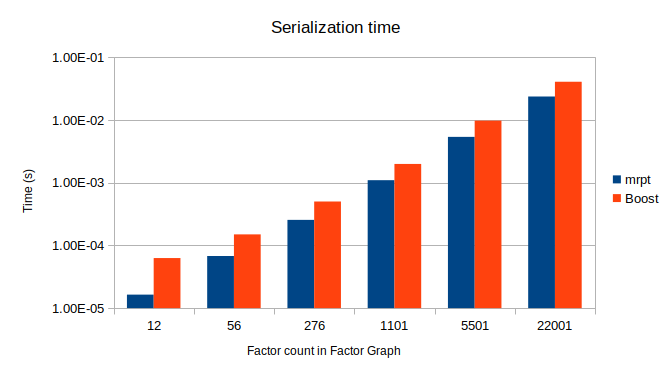 Serialization time
1.00E-01
1.00E-02
1.00E-03
1.00E-04
1.00E-05
Time (s)
12 56 276 1101 5501 22001
Factor count in Factor Graph
mrpt
Boost